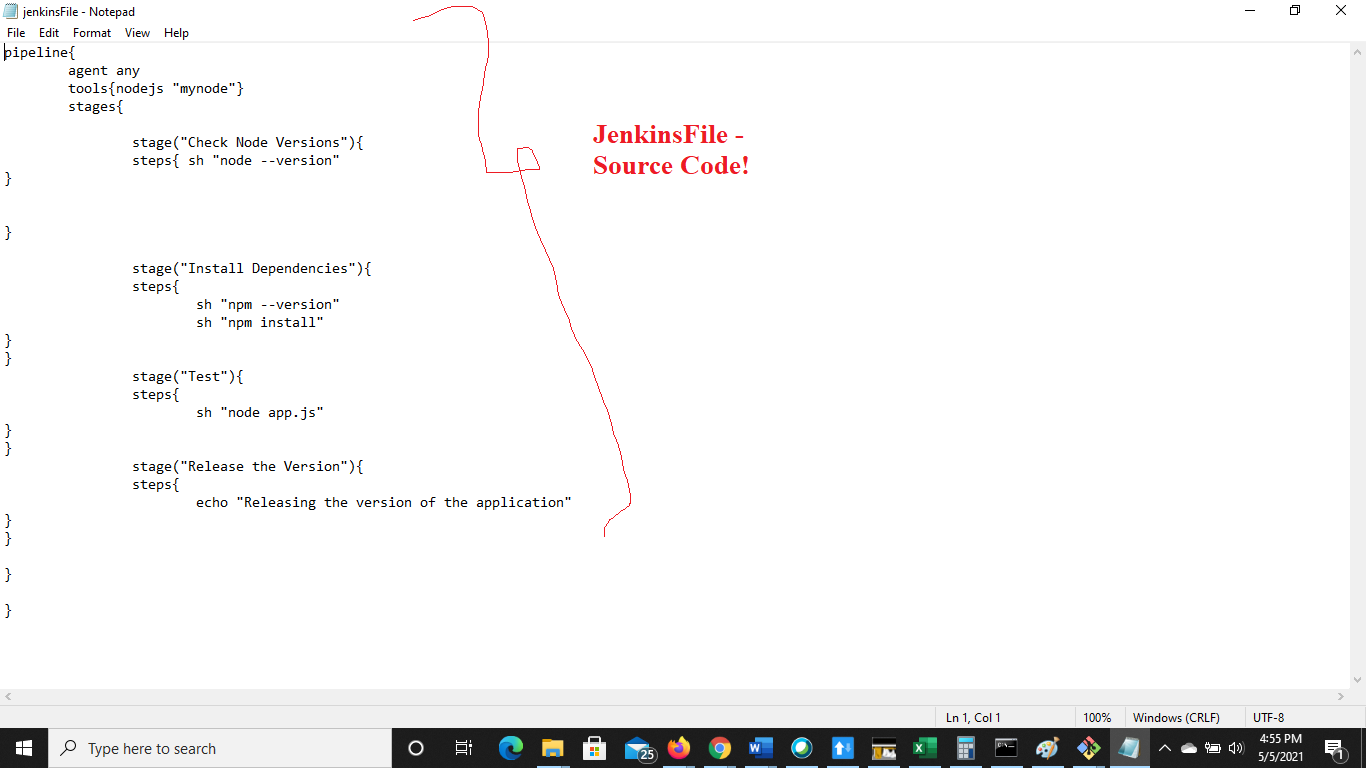 jenkinsFile - Notepad
File Edit Format View Help
pipeline{
agent any
tools{nodejs "mynode"}
stages{
stage("Check Node Versions"){
steps{ sh "node --version"
}
}
stage("Install Dependencies"){
steps{
sh "npm --version"
sh "npm install"
}
}
stage("Test"){
steps{
sh "node app.js"
}
}
stage("Release the Version"){
steps{
echo "Releasing the version of the application"
}
}
}
}
JenkinsFile -
Source Code!
Ln 1, Col 1 100% Windows (CRLF) UTF-8
Type here to search
25
4:55 PM
5/5/2021
1